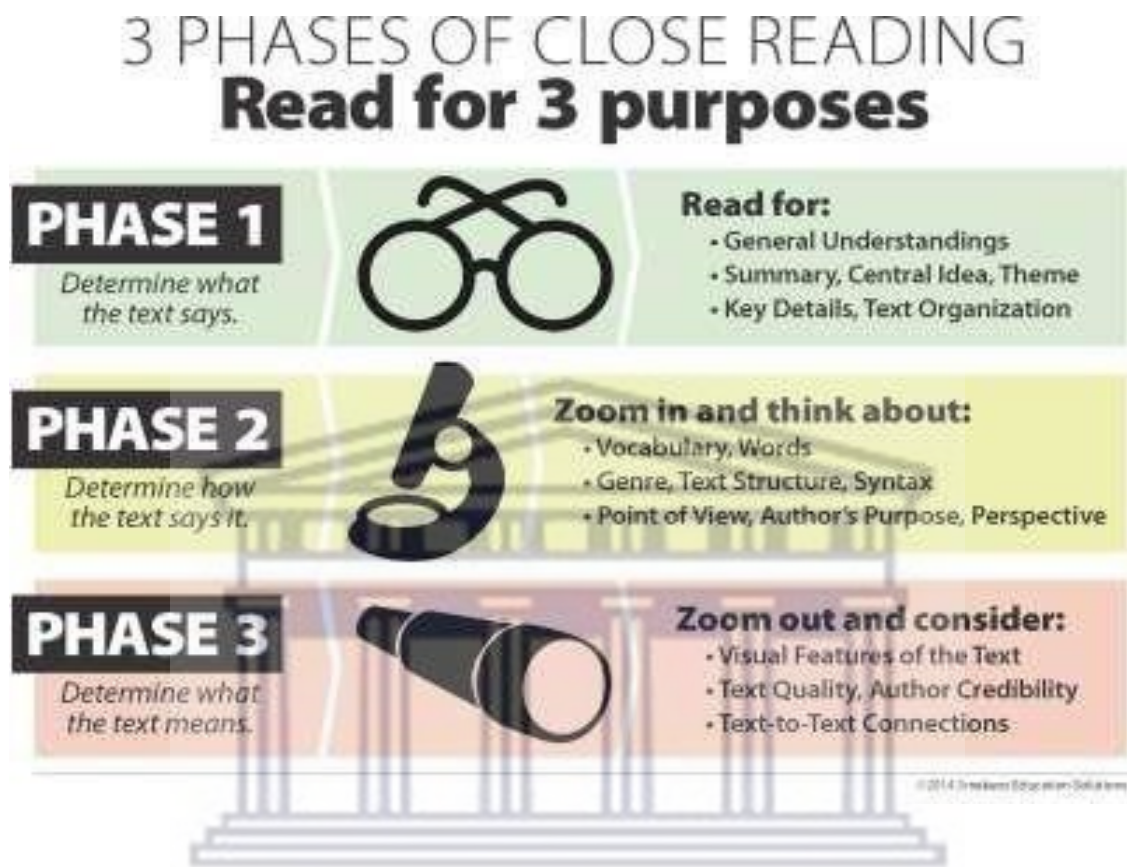 3 PHASES OF CLOSE READING
Read for 3 purposes
PHASE 1
Determine what
the text says.
Read for:
• General Understandings
• Summary, Central Idea, Theme
• Key Details, Text Organization
PHASE 2
Determine how
the text says it.
Zoom in and think about:
• Vocabulary, Words
• Genre, Text Structure, Syntax
• Point of View, Author's Purpose, Perspective
PHASE 3
Determine what
the text means.
Zoom out and consider:
• Visual Features of the Text
• Text Quality, Author Credibility
• Text-to-Text Connections
©2014 Education Solutions